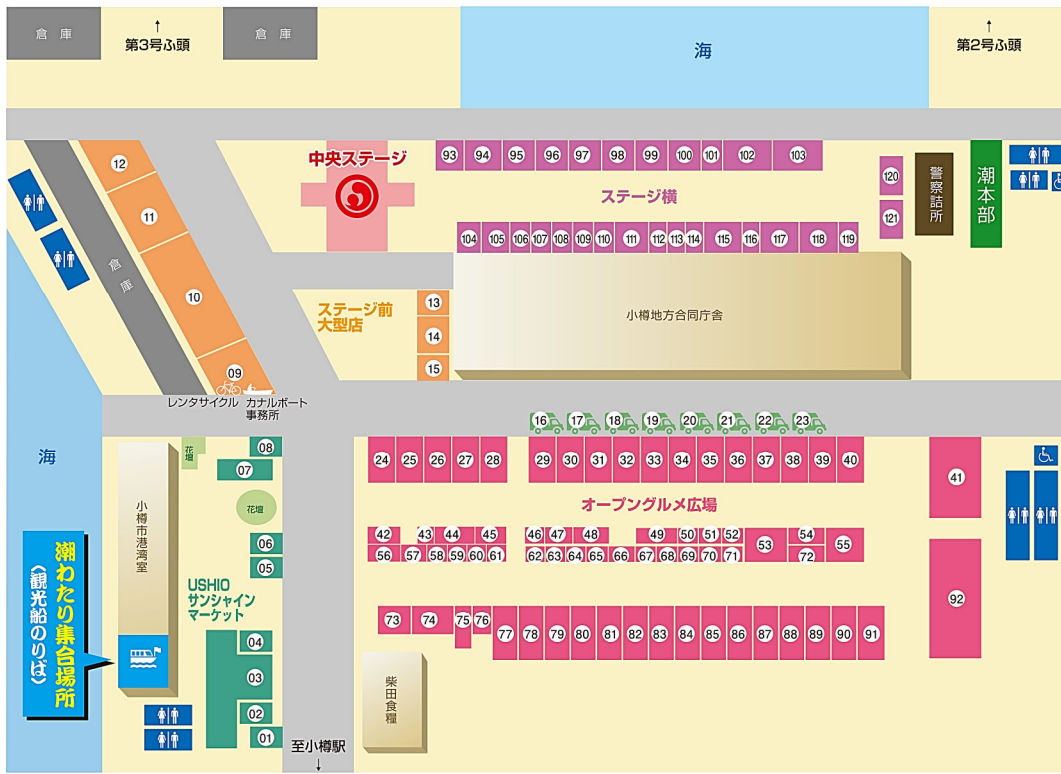 倉庫
↑
第3号ふ頭
倉庫
海
↑
第2号ふ頭
12
11
10
09
倉庫
中央ステージ
93 94 95 96 97 98 99 100 101 102 103
ステージ横
104 105 106 107 108 109 110 111 112 113 114 115 116 117 118 119
120
121
警察詰所
潮本部
ステージ前
大型店
13
14
15
小樽地方合同庁舎
レンタサイクル
カナルボート
事務所
16 17 18 19 20 21 22 23
24 25 26 27 28 29 30 31 32 33 34 35 36 37 38 39 40
41
オープングルメ広場
42 43 44 45 46 47 48 49 50 51 52 53 54 55
56 57 58 59 60 61 62 63 64 65 66 67 68 69 70 71 72
73 74 75 76 77 78 79 80 81 82 83 84 85 86 87 88 89 90 91
92
海
小樽市港湾室
花壇
08
07
花壇
06
05
USHIO
サンシャイン
マーケット
04
03
02
01
潮わたり集合場所
〈観光船のりば〉
柴田食糧
至小樽駅
↓